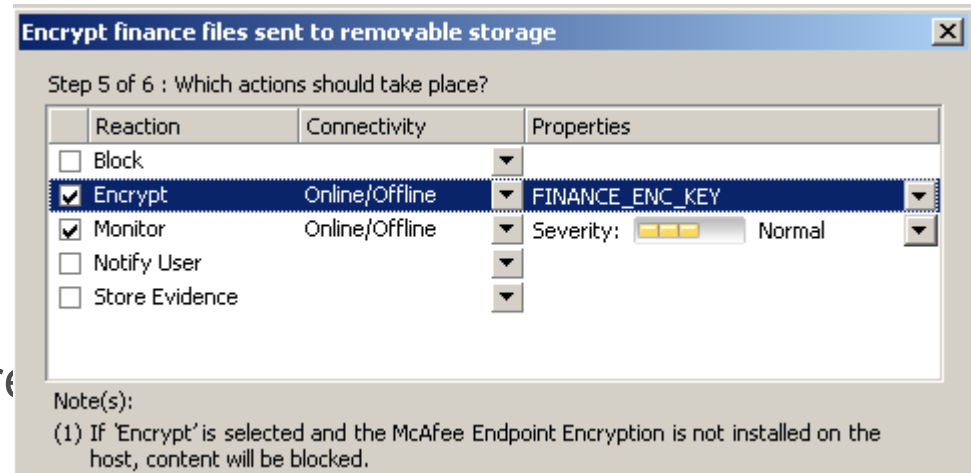 Encrypt finance files sent to removable storage
Step 5 of 6 : Which actions should take place?
Reaction Connectivity Properties
Block
Encrypt Online/Offline FINANCE_ENC_KEY
Monitor Online/Offline Severity: Normal
Notify User
Store Evidence
Note(s):
(1) If 'Encrypt' is selected and the McAfee Endpoint Encryption is not installed on the
host, content will be blocked.